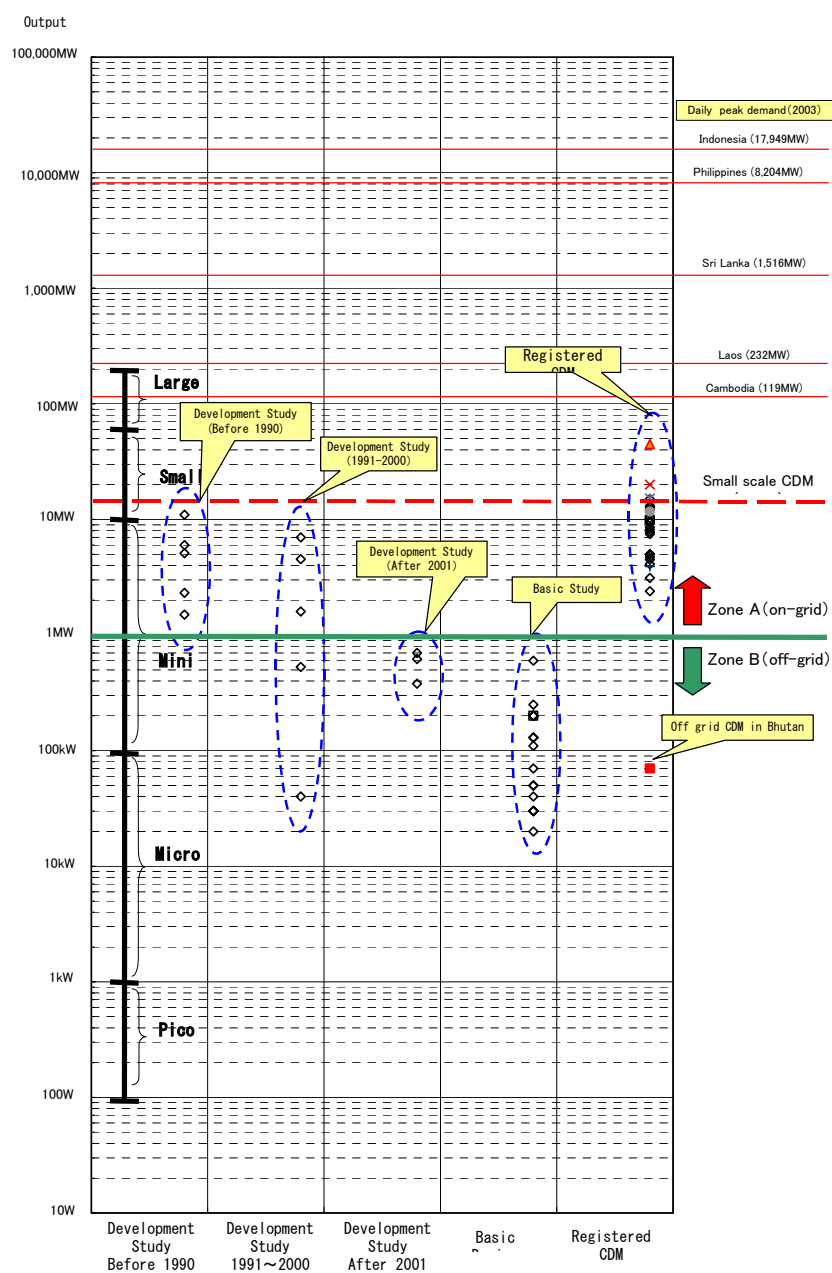 Output
100,000MW
Daily peak demand(2003)
Indonesia (17,949MW)
10,000MW
Philippines (8,204MW)
Sri Lanka (1,516MW)
1,000MW
Registered
CDM
Laos (232MW)
Large
Cambodia (119MW)
100MW
Development Study
(Before 1990)
Development Study
(1991-2000)
Small
Small scale CDM
10MW
Development Study
(After 2001)
Basic Study
Zone A(on-grid)
1MW
Mini
Zone B(off-grid)
Off grid CDM in Bhutan
100kW
Micro
10kW
1kW
Pico
100W
10W
Development
Study
Before 1990
Development
Study
1991～2000
Development
Study
After 2001
Basic
Registered
CDM